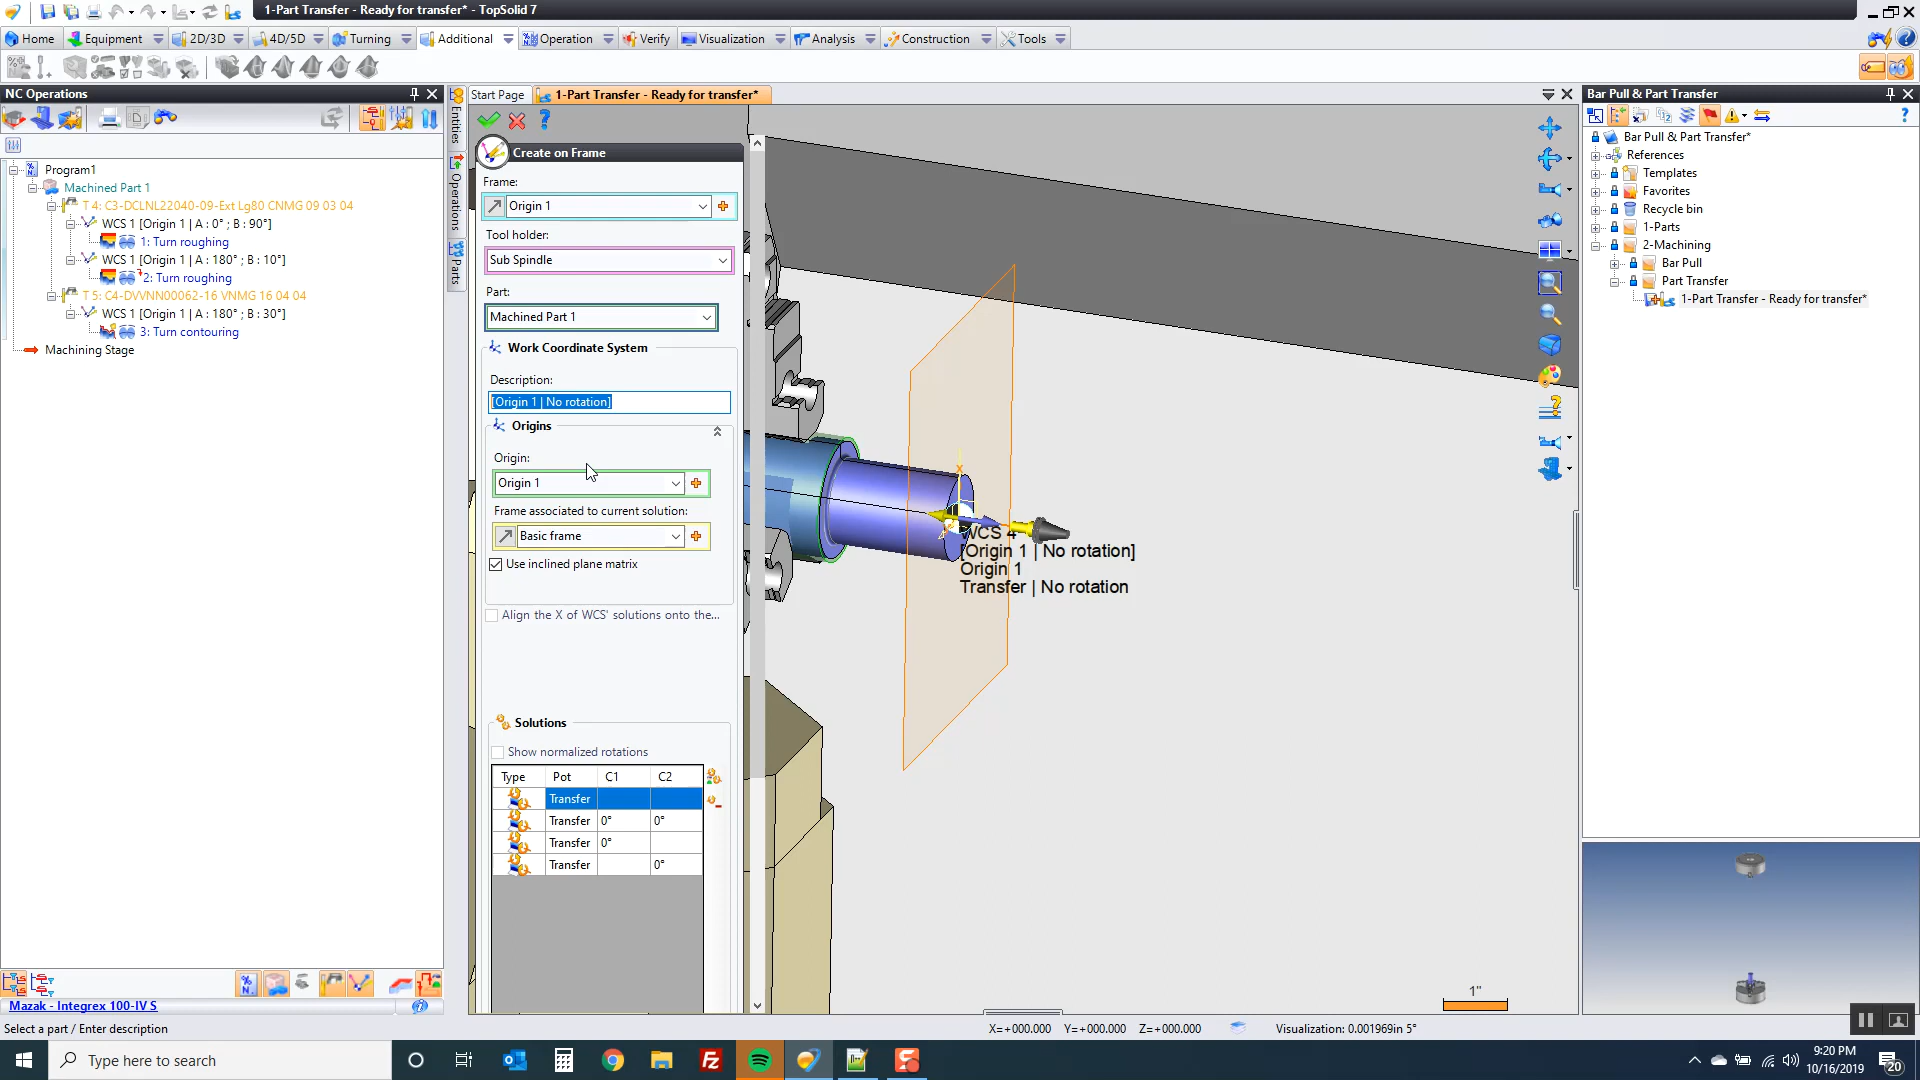 1-Part Transfer - Ready for transfer* - TopSolid 7
Home
Equipment
2D/3D
4D/5D
Turning
Additional
Operation
Verify
Visualization
Analysis
Construction
Tools
NC Operations
Program1
Machined Part 1
T 4: C3-DCLNL22040-09-Ext Lg80 CNMG 09 03 04
WCS 1 [Origin 1 | A : 0° ; B : 90°]
1: Turn roughing
WCS 1 [Origin 1 | A : 180° ; B : 10°]
2: Turn roughing
T 5: C4-DVVNN00062-16 VNMG 16 04 04
WCS 1 [Origin 1 | A : 180° ; B : 30°]
3: Turn contouring
Machining Stage
Mazak - Integrex 100-IV S
Select a part / Enter description
Entities
Operations
Parts
Start Page
1-Part Transfer - Ready for transfer*
Create on Frame
Frame:
Origin 1
Tool holder:
Sub Spindle
Part:
Machined Part 1
Work Coordinate System
Description:
[Origin 1 | No rotation]
Origins
Origin:
Origin 1
Frame associated to current solution:
Basic frame
Use inclined plane matrix
Align the X of WCS' solutions onto the...
Solutions
Show normalized rotations
Type Pot C1 C2
Transfer
Transfer 0° 0°
Transfer 0°
Transfer 0°
X
WCS 4
[Origin 1 | No rotation]
Origin 1
Transfer | No rotation
1"
X=+000.000 Y=+000.000 Z=+000.000
Visualization: 0.001969in 5°
Bar Pull & Part Transfer
Bar Pull & Part Transfer*
References
Templates
Favorites
Recycle bin
1-Parts
2-Machining
Bar Pull
Part Transfer
1-Part Transfer - Ready for transfer*
Type here to search
9:20 PM
10/16/2019
20